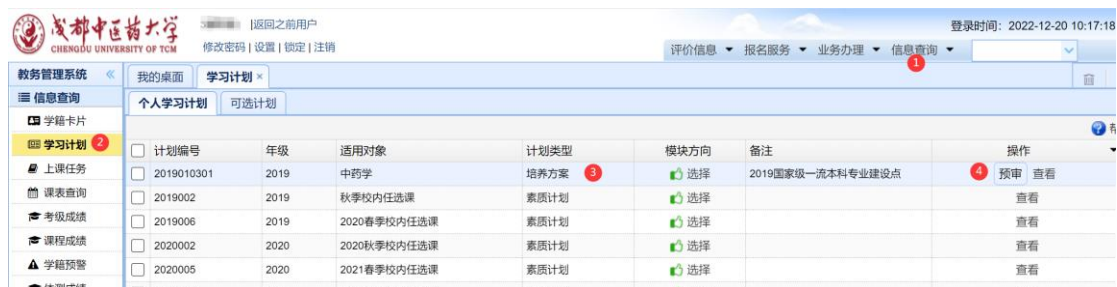 成都中医药大学
CHENGDU UNIVERSITY OF TCM
5 |返回之前用户
修改密码 | 设置 | 锁定 | 注销
登录时间: 2022-12-20 10:17:18
评价信息 报名服务 业务办理 信息查询
1
教务管理系统 «
我的桌面 学习计划 ×
信息查询
个人学习计划 可选计划
学籍卡片
学习计划 2
上课任务
课表查询
考级成绩
课程成绩
学籍预警
计划编号 年级 适用对象 计划类型 模块方向 备注 操作
2019010301 2019 中药学 培养方案 3 选择 2019国家级一流本科专业建设点 4 预审 查看
2019002 2019 秋季校内任选课 素质计划 选择 查看
2019006 2019 2020春季校内任选课 素质计划 选择 查看
2020002 2020 2020秋季校内任选课 素质计划 选择 查看
2020005 2020 2021春季校内任选课 素质计划 选择 查看